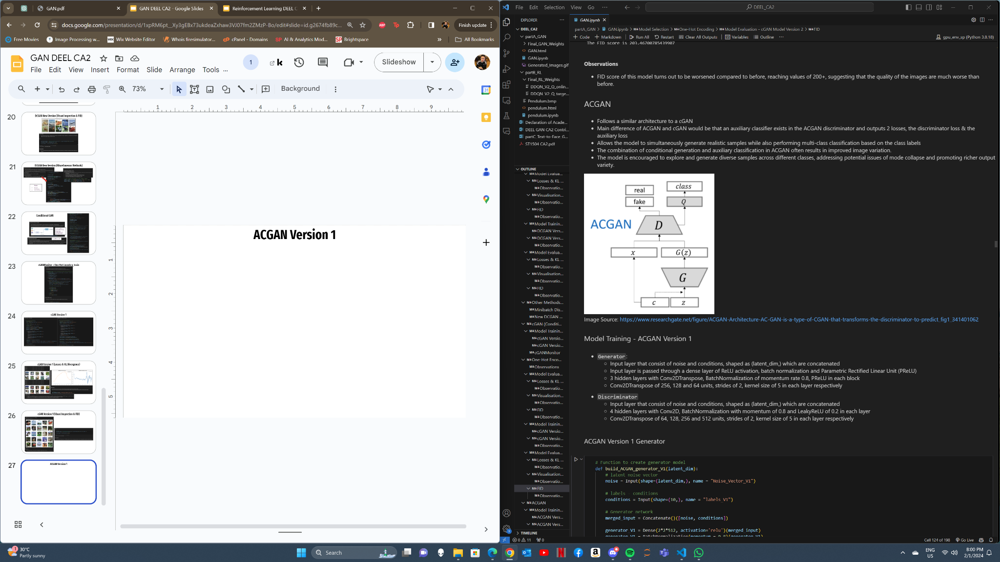 GAN.pdf
GAN DEEL CA2 - Google Slides
Reinforcement Learning DEEL C
docs.google.com/presentation/d/1xpRM6pt__Xy3gEBx73ukdeaZxhaw3VJ07fm2ZMzP-Bo/edit#slide=id.g2674fb89c...
Finish update
Free Movies
Image Processing w...
Wix Website Editor
Whois firesimulator...
cPanel - Domains
AI & Analytics Mod...
Brightspace
All Bookmarks
GAN DEEL CA2
File Edit View Insert Format Slide Arrange Tools ...
1
Slideshow
73%
Background
1 2 3 4 5 6 7 8 9
20
DCGAN New Version (Visual Inspection & FID)
21
DCGAN New Version (Miscellaneous Methods)
22
Conditional GAN
23
cGANMonitor + One Hot Encode y_train
24
cGAN Version 1
25
cGAN Version 1 (Losses & KL Divergence)
26
cGAN Version 1 (Visual Inspection & FID)
27
ACGAN Version 1
ACGAN Version 1
1
2
3
4
5
File Edit Selection View Go ...
DEEL_CA2
EXPLORER
DEEL_CA2
partA_GAN
Final_GAN_Weights
GAN.html
GAN.ipynb
Generated_Images.gif
partB_RL
Final_RL_Weights
DDQN_V2_Q_onlin...
DDQN_V2_Q_targe...
Pendulum.bmp
pendulum.html
pendulum.ipynb
Declaration of Acade...
DEEL GAN CA2 Contri...
partC_Text-to-Face_G...
ST1504 CA2.pdf
OUTLINE
Model Evalua...
Losses & KL ...
Observatio...
Visualisation...
Observatio...
FID
Observatio...
Model Trainin...
DCGAN Vers...
DCGAN Vers...
Observatio...
Model Evalua...
Losses & KL ...
Observatio...
Visualisation...
Observatio...
FID
Observatio...
Other Methods...
Minibatch Dis...
New DCGAN ...
cGAN (Conditi...
Model Trainin...
cGAN Versio...
cGAN Versio...
cGANMonitor
One-Hot Enco...
Observations
Model Evalua...
Losses & KL ...
Observatio...
Visualisation...
Observatio...
FID
Observatio...
Model Trainin...
cGAN Versio...
cGAN Versio...
Observatio...
Model Evalua...
Losses & KL ...
Observatio...
Visualisation...
Observatio...
FID
Observatio...
ACGAN
Model Trainin...
ACGAN Vers...
ACGAN Vers...
TIMELINE
GAN.ipynb
partA_GAN > GAN.ipynb > Model Selection > One-Hot Encoding > Model Evaluation - cGAN Model Version 2 > FID
+ Code + Markdown Run All Restart Clear All Outputs Variables Outline ...
gpu_env_sp (Python 3.8.18)
The FID score is 203.46700785439907
Observations
FID score of this model turns out to be worsened compared to before, reaching values of 200+, suggesting that the quality of the images are much worse than
before.
ACGAN
Follows a similar architecture to a cGAN
Main difference of ACGAN and cGAN would be that an auxiliary classifier exists in the ACGAN discriminator and outputs 2 losses, the discriminator loss & the
auxiliary loss
Allows the model to simultaneously generate realistic samples while also performing multi-class classification based on the class labels
The combination of conditional generation and auxiliary classification in ACGAN often results in improved image variation.
The model is encouraged to explore and generate diverse samples across different classes, addressing potential issues of mode collapse and promoting richer output
variety.
real class
fake Q
ACGAN D
x G(z)
G
c z
Image Source: https://www.researchgate.net/figure/ACGAN-Architecture-AC-GAN-is-a-type-of-CGAN-that-transforms-the-discriminator-to-predict_fig1_341401062
Model Training - ACGAN Version 1
Generator:
Input layer that consist of noise and conditions, shaped as (latent_dim,) which are concatenated
Input layer is passed through a dense layer of ReLU activation, batch normalization and Parametric Rectified Linear Unit (PReLU)
3 hidden layers with Conv2DTranspose, BatchNormalization of momentum rate 0.8, PReLU in each block
Conv2DTranspose of 256, 128 and 64 units, strides of 2, kernel size of 5 in each layer respectively
Discriminator
Input layer that consist of noise and conditions, shaped as (latent_dim,) which are concatenated
4 hidden layers with Conv2D, BatchNormalization with momentum of 0.8 and LeakyReLU of 0.2 in each layer
Conv2DTranspose of 64, 128, 256 and 512 units, strides of 2, kernel size of 5 in each layer respectively
ACGAN Version 1 Generator
# Function to create generator model
def build_ACGAN_generator_V1(latent_dim):
# latent noise vector
noise = Input(shape=(latent_dim,), name = "Noise_Vector_V1")
# labels - conditions
conditions = Input(shape=(10,), name = "labels_V1")
# Generator network
merged_input = Concatenate()([noise, conditions])
generator_V1 = Dense(2*2*512, activation='relu')(merged_input)
generator_V1 = BatchNormalization(momentum = 0.8)(generator_V1)
0 11 0
Cell 124 of 198 Go Live
30°C
Partly sunny
Search
ENG
US
8:00 PM
2/1/2024